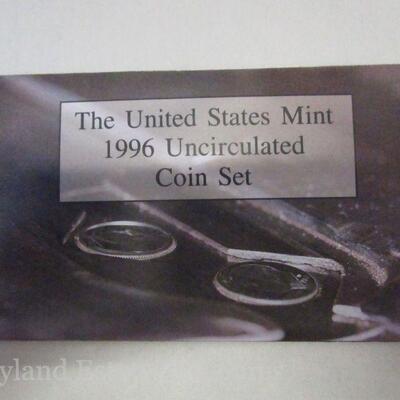 The United States Mint
1996 Uncirculated
Coin Set